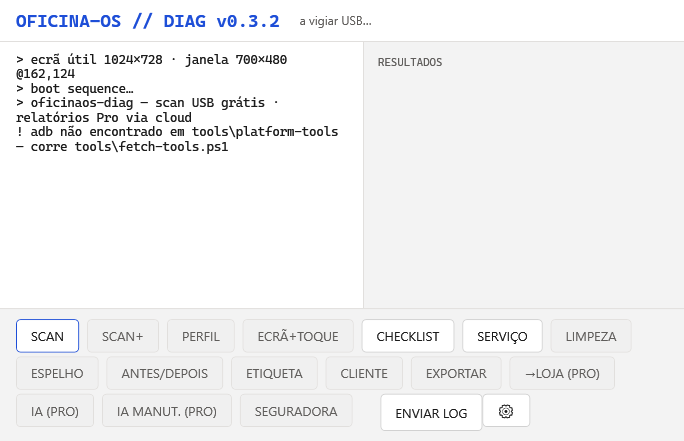 OFICINA-OS // DIAG v0.3.2
a vigiar USB...
> ecrã útil 1024×728 · janela 700×480
@162,124
> boot sequence…
> oficinaos-diag — scan USB grátis ·
relatórios Pro via cloud
! adb não encontrado em tools\platform-tools
— corre tools\fetch-tools.ps1
RESULTADOS
SCAN
SCAN+
PERFIL
ECRÃ+TOQUE
CHECKLIST
SERVIÇO
LIMPEZA
ESPELHO
ANTES/DEPOIS
ETIQUETA
CLIENTE
EXPORTAR
→LOJA (PRO)
IA (PRO)
IA MANUT. (PRO)
SEGURADORA
ENVIAR LOG